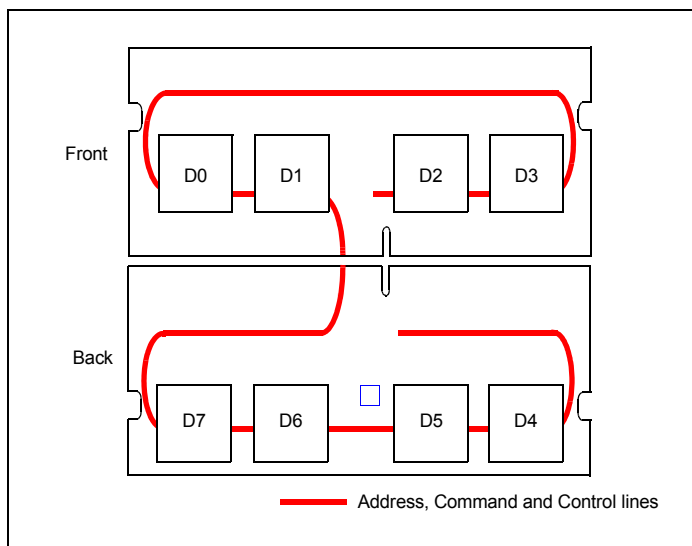 Front
D0 D1 D2 D3
Back
D7 D6 D5 D4
Address, Command and Control lines